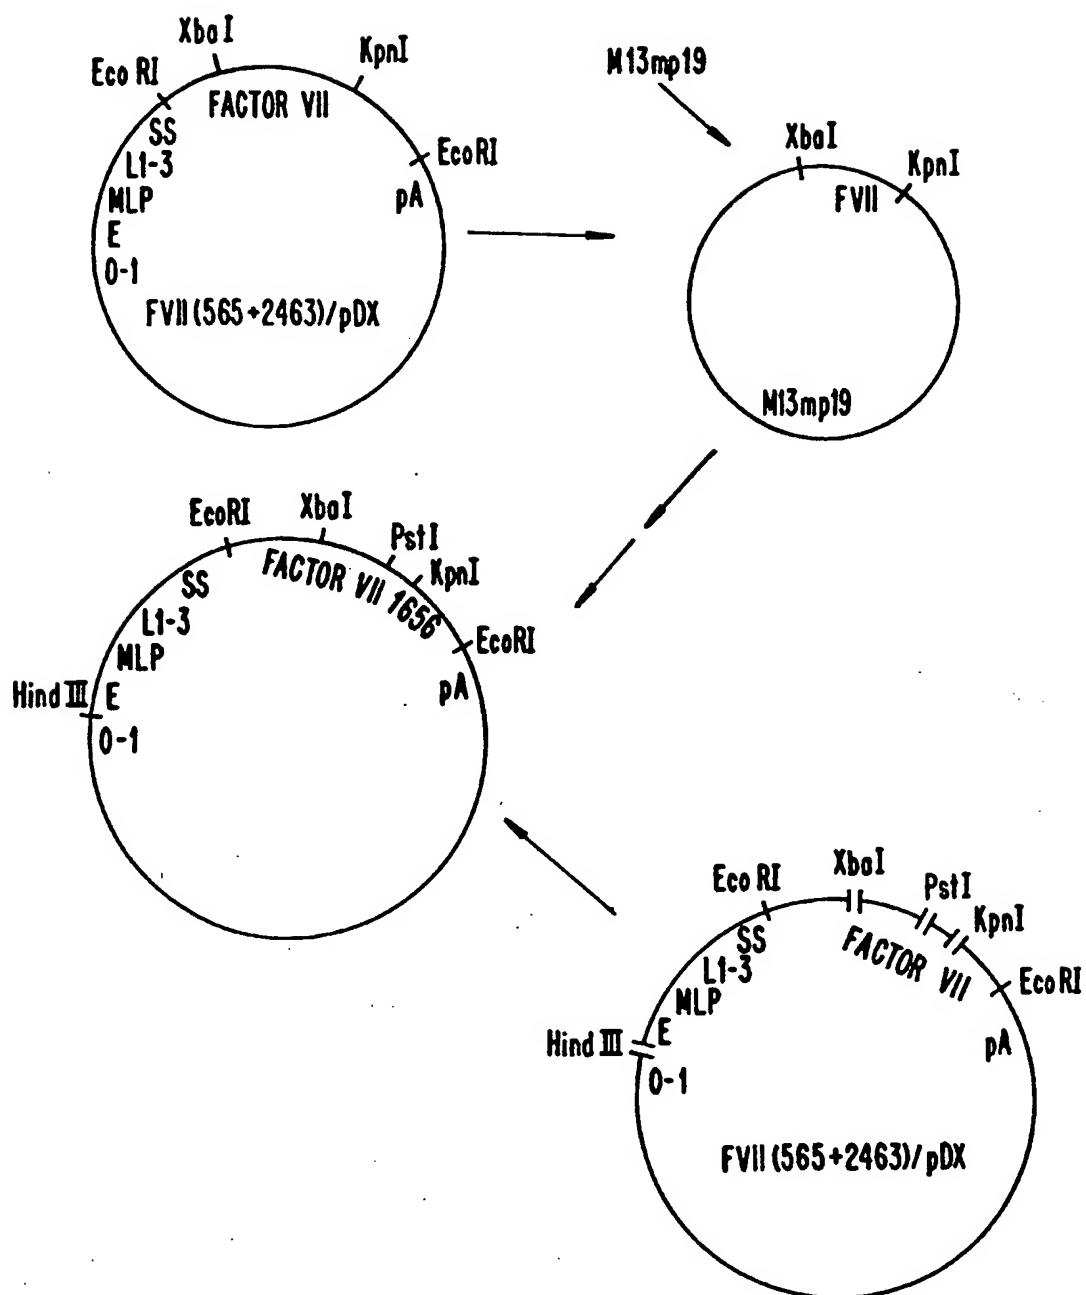 XbaI
KpnI
Eco RI
FACTOR VII
SS
L1-3
EcoRI
MLP
pA
E
0-1
FVII (565+2463)/pDX
M13mp19
XbaI
KpnI
FVII
M13mp19
EcoRI
XbaI
PstI
KpnI
FACTOR VII 1656
SS
L1-3
EcoRI
MLP
Hind III
E
pA
0-1
Eco RI
XbaI
PstI
KpnI
SS
FACTOR VII
L1-3
EcoRI
MLP
Hind III
E
pA
0-1
FVII (565+2463)/pDX